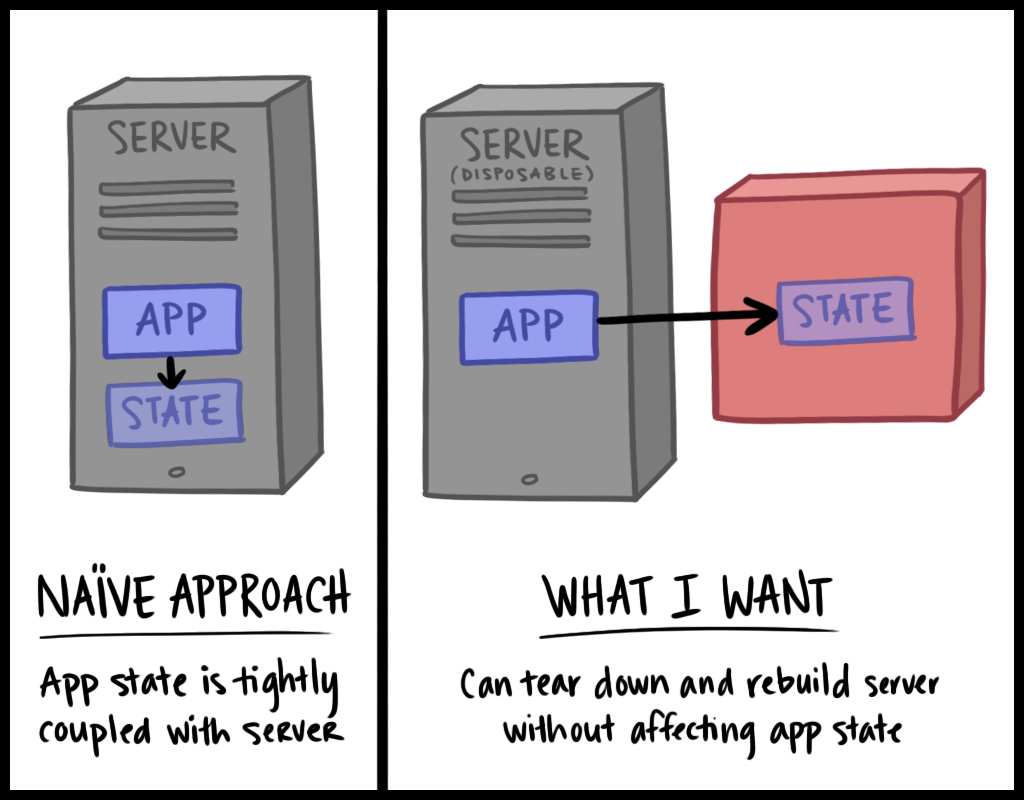 SERVER
APP
STATE
NAÏVE APPROACH
App state is tightly
coupled with server
SERVER
(DISPOSABLE)
APP
STATE
WHAT I WANT
Can tear down and rebuild server
without affecting app state